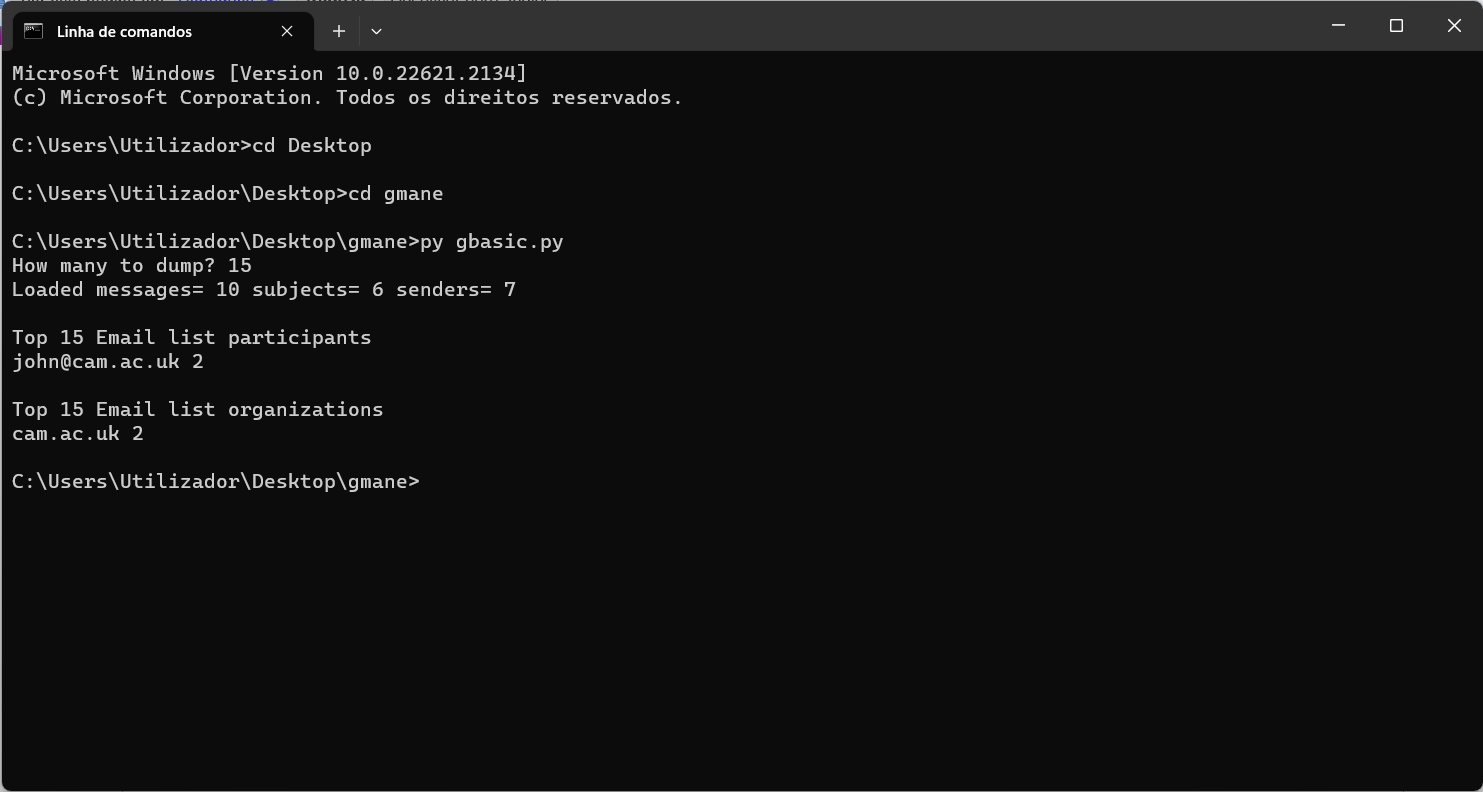 Linha de comandos
Microsoft Windows [Version 10.0.22621.2134]
(c) Microsoft Corporation. Todos os direitos reservados.
C:\Users\Utilizador>cd Desktop
C:\Users\Utilizador\Desktop>cd gmane
C:\Users\Utilizador\Desktop\gmane>py gbasic.py
How many to dump? 15
Loaded messages= 10 subjects= 6 senders= 7
Top 15 Email list participants
john@cam.ac.uk 2
Top 15 Email list organizations
cam.ac.uk 2
C:\Users\Utilizador\Desktop\gmane>